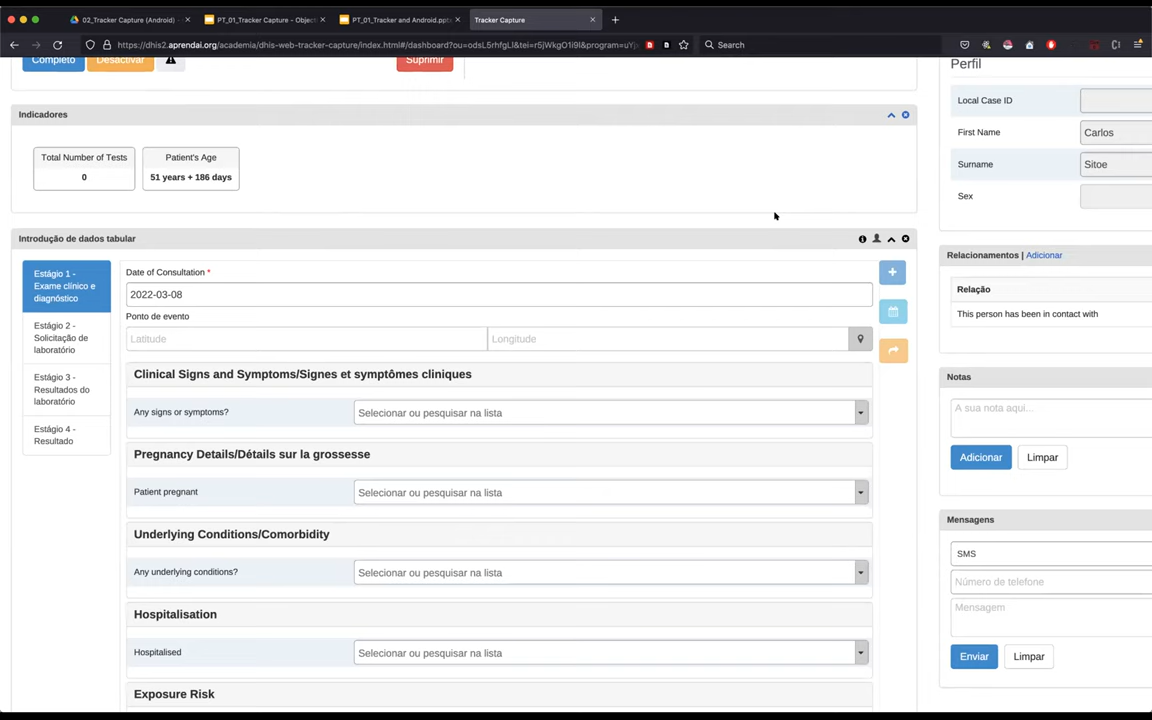 02_Tracker Capture (Android) -
PT_01_Tracker Capture - Object
PT_01_Tracker and Android.pptx
Tracker Capture
https://dhis2.aprendai.org/academia/dhis-web-tracker-capture/index.html#/dashboard?ou=odsL5rhfgLl&tei=r5jWkgO1i9l&program=uYj
Search
Completo
Desactivar
Suprimir
Indicadores
Total Number of Tests
0
Patient's Age
51 years + 186 days
Introdução de dados tabular
Estágio 1 -
Exame clínico e
diagnóstico
Estágio 2 -
Solicitação de
laboratório
Estágio 3 -
Resultados do
laboratório
Estágio 4 -
Resultado
Date of Consultation *
2022-03-08
Ponto de evento
Latitude
Longitude
Clinical Signs and Symptoms/Signes et symptômes cliniques
Any signs or symptoms?
Selecionar ou pesquisar na lista
Pregnancy Details/Détails sur la grossesse
Patient pregnant
Selecionar ou pesquisar na lista
Underlying Conditions/Comorbidity
Any underlying conditions?
Selecionar ou pesquisar na lista
Hospitalisation
Hospitalised
Selecionar ou pesquisar na lista
Exposure Risk
Perfil
Local Case ID
First Name
Carlos
Surname
Sitoe
Sex
Relacionamentos | Adicionar
Relação
This person has been in contact with
Notas
A sua nota aqui...
Adicionar
Limpar
Mensagens
SMS
Número de telefone
Mensagem
Enviar
Limpar